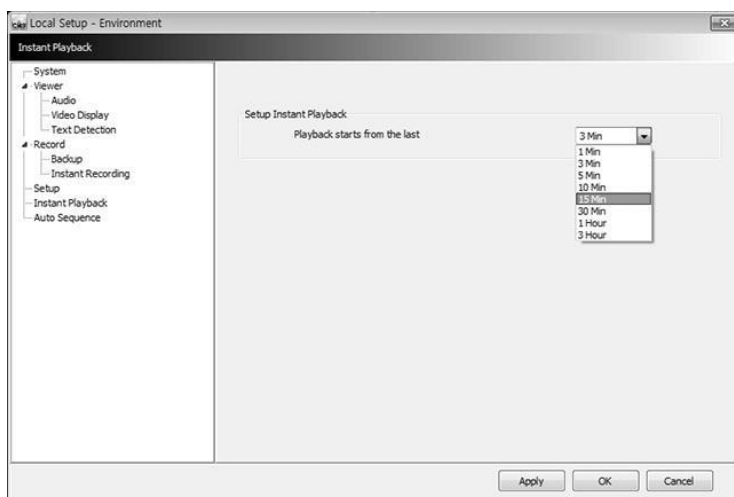 Local Setup - Environment
Instant Playback
System
Viewer
Audio
Video Display
Text Detection
Record
Backup
Instant Recording
Setup
Instant Playback
Auto Sequence
Setup Instant Playback
Playback starts from the last
3 Min
1 Min
3 Min
5 Min
10 Min
15 Min
30 Min
1 Hour
3 Hour
Apply
OK
Cancel